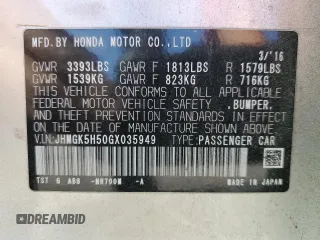 MFD.BY HONDA MOTOR CO.,LTD
3/'16
GVWR 3393LBS GAWR F 1813LBS R 1579LBS
GVWR 1539KG GAWR F 823KG R 716KG
THIS VEHICLE CONFORMS TO ALL APPLICABLE
FEDERAL MOTOR VEHICLE SAFETY, BUMPER,
AND THEFT PREVENTION STANDARDS IN EFFECT
ON THE DATE OF MANUFACTURE SHOWN ABOVE.
VIN:JHMGK5H50GX035949 TYPE:PASSENGER CAR
MADE IN JAPAN
DREAMBID